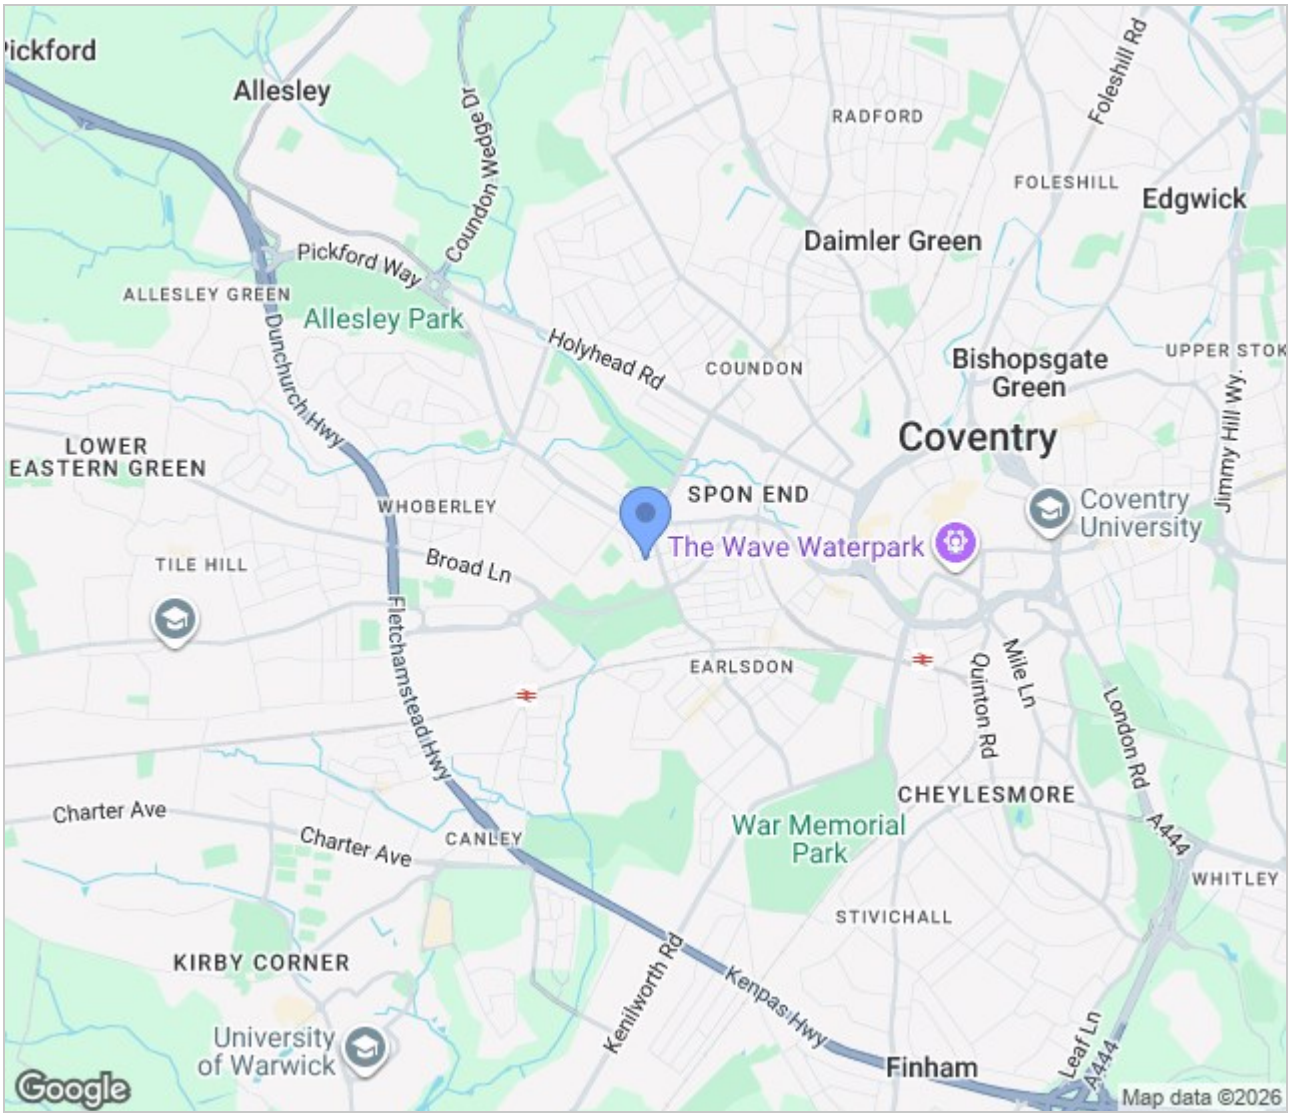 Pickford
Allesley
Coundon Wedge Dr
RADFORD
Foleshill Rd
FOLESHILL
Edgwick
Daimler Green
Pickford Way
ALLESLEY GREEN
Allesley Park
Dunchurch Hwy
Holyhead Rd
COUNDON
Bishopsgate
Green
UPPER STOK
Jimmy Hill Wy.
Coventry
LOWER
EASTERN GREEN
WHOBERLEY
SPON END
Coventry
University
The Wave Waterpark
Broad Ln
TILE HILL
Fletchamstead Hwy
EARLSDON
Mile Ln
Quinton Rd
London Rd
CHEYLESMORE
Charter Ave
Charter Ave
CANLEY
War Memorial
Park
A444
WHITLEY
STIVICHALL
KIRBY CORNER
Kenilworth Rd
Kenpas Hwy
University
of Warwick
Finham
Leaf Ln
A444
Google
Map data ©2026